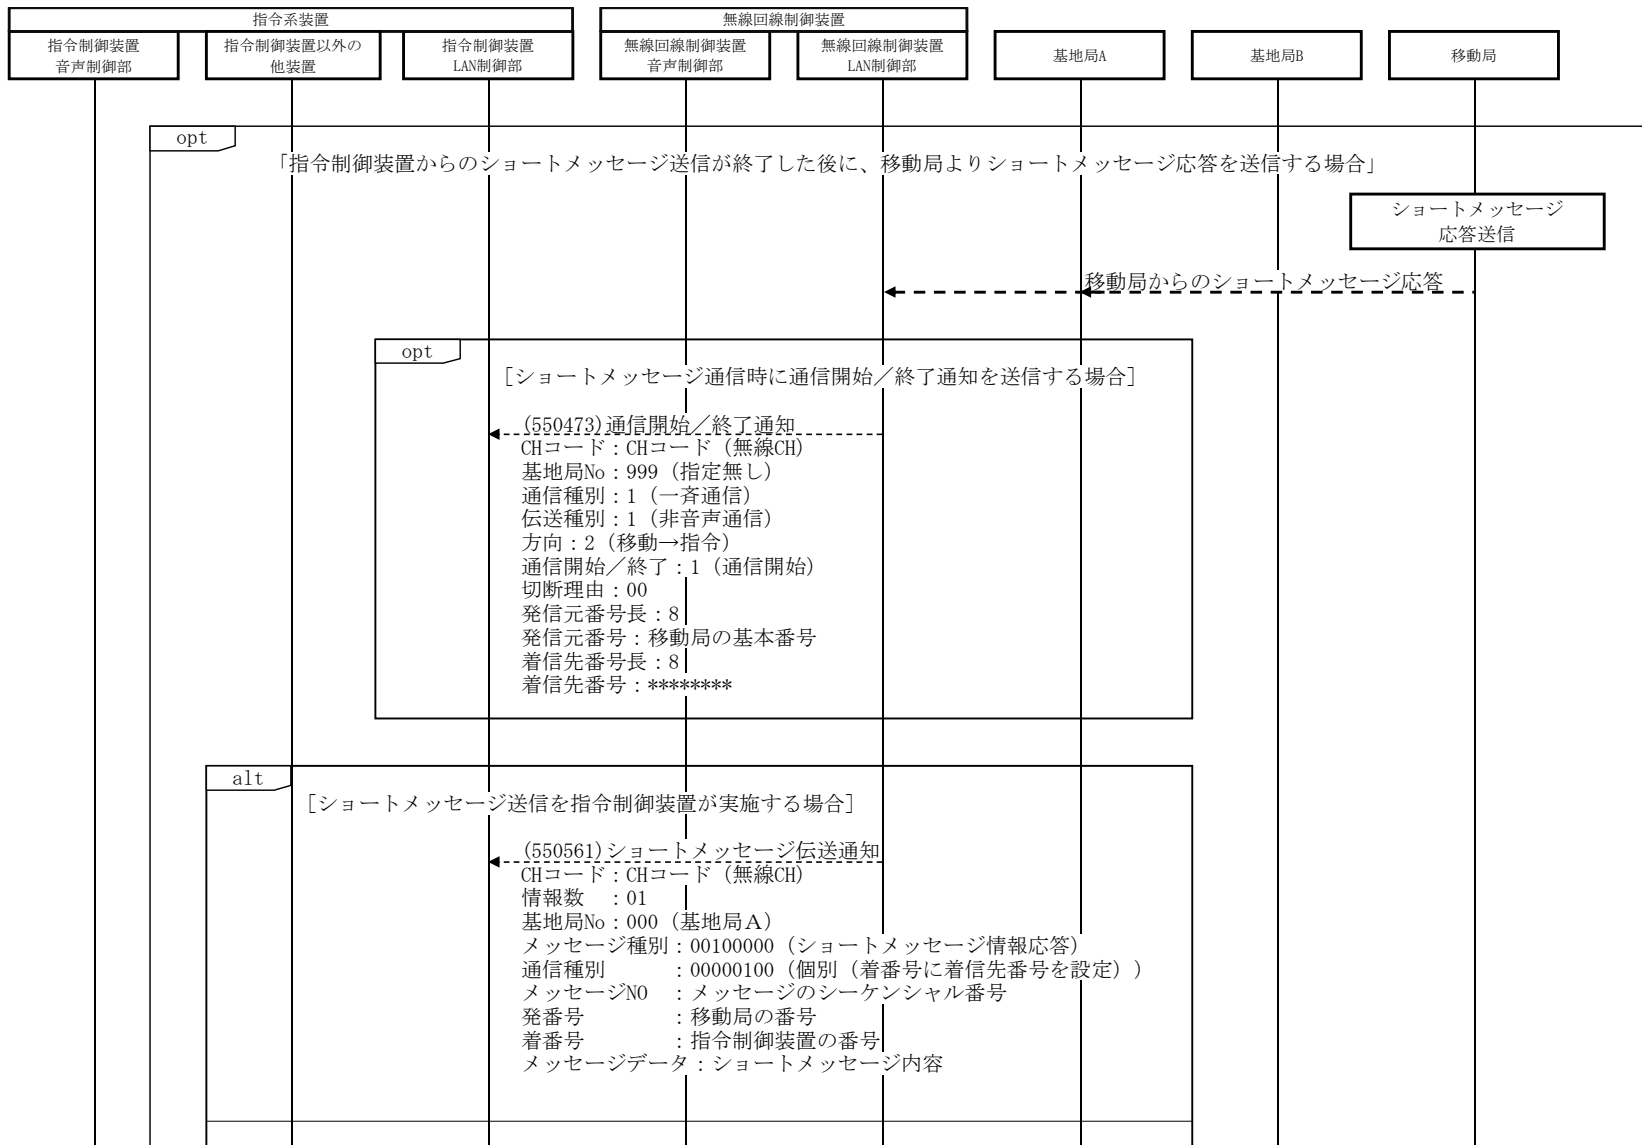 指令系装置
無線回線制御装置
指令制御装置
音声制御部
指令制御装置以外の
他装置
指令制御装置
LAN制御部
無線回線制御装置
音声制御部
無線回線制御装置
LAN制御部
基地局A
基地局B
移動局
opt
「指令制御装置からのショートメッセージ送信が終了した後に、移動局よりショートメッセージ応答を送信する場合」
ショートメッセージ
応答送信
移動局からのショートメッセージ応答
opt
［ショートメッセージ通信時に通信開始／終了通知を送信する場合］
(550473)通信開始／終了通知
CHコード：CHコード（無線CH）
基地局No：999（指定無し）
通信種別：1（一斉通信）
伝送種別：1（非音声通信）
方向：2（移動→指令）
通信開始／終了：1（通信開始）
切断理由：00
発信元番号長：8
発信元番号：移動局の基本番号
着信先番号長：8
着信先番号：********
alt
［ショートメッセージ送信を指令制御装置が実施する場合］
(550561)ショートメッセージ伝送通知
CHコード：CHコード（無線CH）
情報数　：01
基地局No：000（基地局Ａ）
メッセージ種別：00100000（ショートメッセージ情報応答）
通信種別　　　：00000100（個別（着番号に着信先番号を設定））
メッセージNO　：メッセージのシーケンシャル番号
発番号　　　　：移動局の番号
着番号　　　　：指令制御装置の番号
メッセージデータ：ショートメッセージ内容